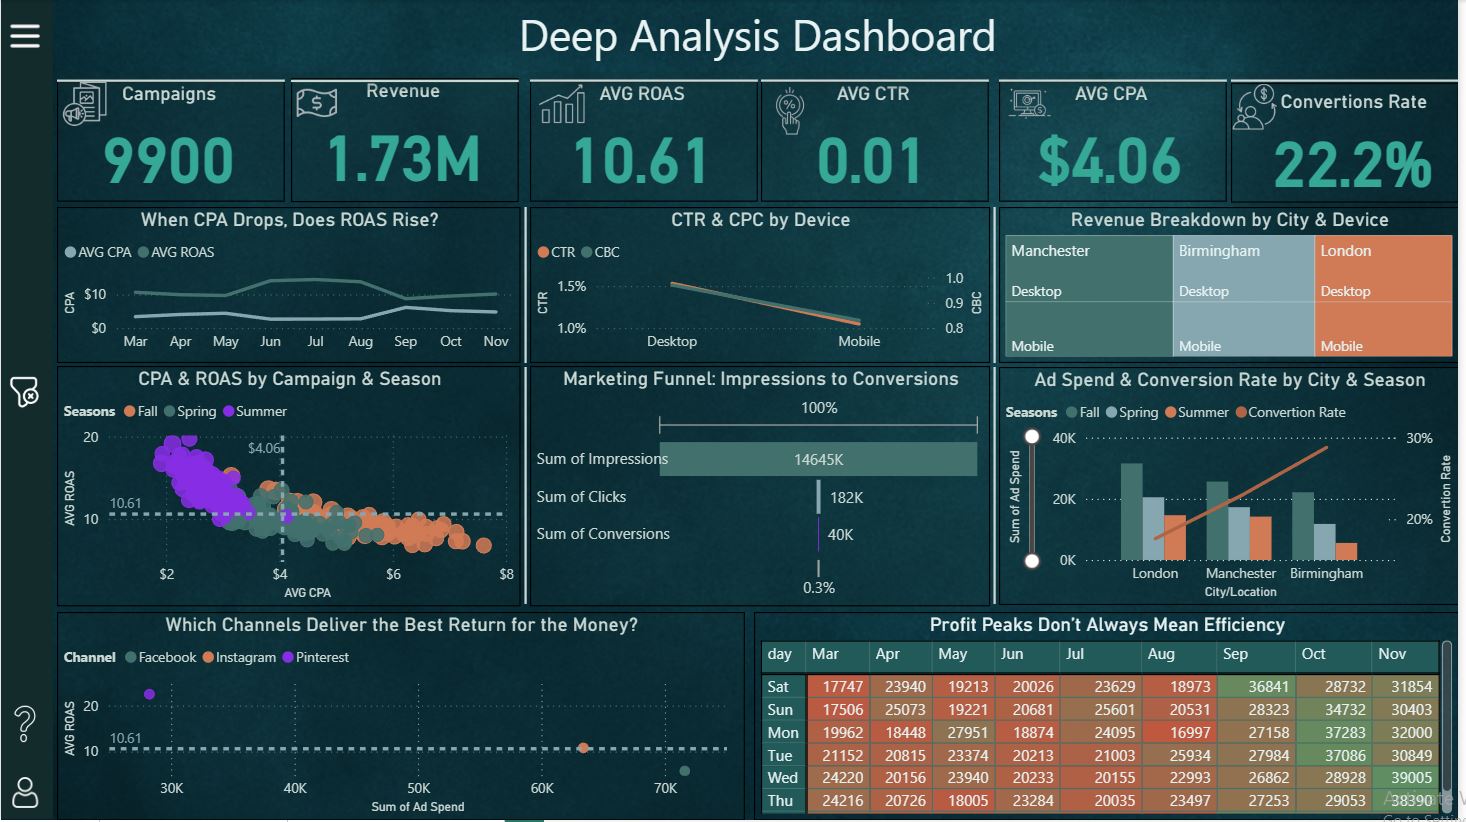 Deep Analysis Dashboard
Campaigns
9900
Revenue
1.73M
AVG ROAS
10.61
AVG CTR
0.01
AVG CPA
$4.06
Convertions Rate
22.2%
When CPA Drops, Does ROAS Rise?
AVG CPA AVG ROAS
CPA
$10
$0
Mar Apr May Jun Jul Aug Sep Oct Nov
CTR & CPC by Device
CTR CBC
CTR
1.5%
1.0%
1.0
0.9
0.8
CBC
Desktop Mobile
Revenue Breakdown by City & Device
Manchester Birmingham London
Desktop Desktop Desktop
Mobile Mobile Mobile
CPA & ROAS by Campaign & Season
Seasons Fall Spring Summer
AVG ROAS
20
10
$4.06
10.61
$2 $4 $6 $8
AVG CPA
Marketing Funnel: Impressions to Conversions
100%
Sum of Impressions 14645K
Sum of Clicks 182K
Sum of Conversions 40K
0.3%
Ad Spend & Conversion Rate by City & Season
Seasons Fall Spring Summer Convertion Rate
Sum of Ad Spend
40K
20K
0K
30%
20%
Convertion Rate
London Manchester Birmingham
City/Location
Which Channels Deliver the Best Return for the Money?
Channel Facebook Instagram Pinterest
AVG ROAS
20
10
10.61
30K 40K 50K 60K 70K
Sum of Ad Spend
Profit Peaks Don't Always Mean Efficiency
day Mar Apr May Jun Jul Aug Sep Oct Nov
Sat 17747 23940 19213 20026 23629 18973 36841 28732 31854
Sun 17506 25073 19221 20681 25601 20531 28323 34732 30403
Mon 19962 18448 27951 18874 24095 16997 27158 37283 32000
Tue 21152 20815 23374 20213 21003 25934 27984 37086 30849
Wed 24220 20156 23940 20233 20155 22993 26862 28928 39005
Thu 24216 20726 18005 23284 20035 23497 27253 29053 38390